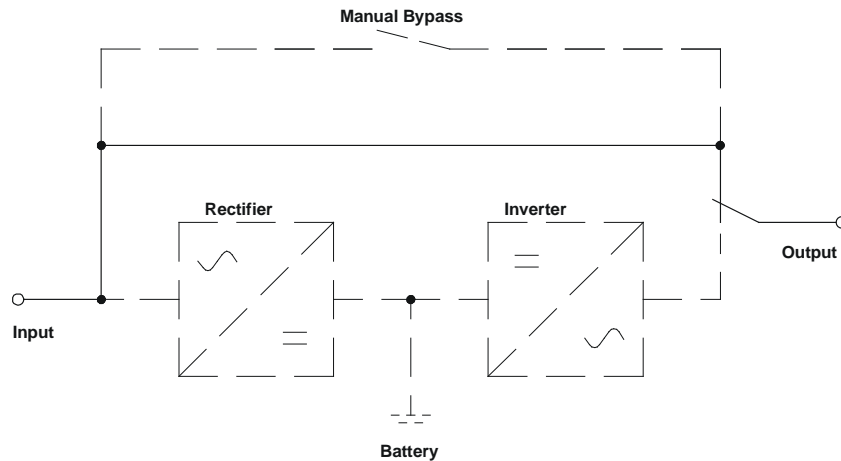 Manual Bypass
Rectifier
Inverter
Output
Input
Battery